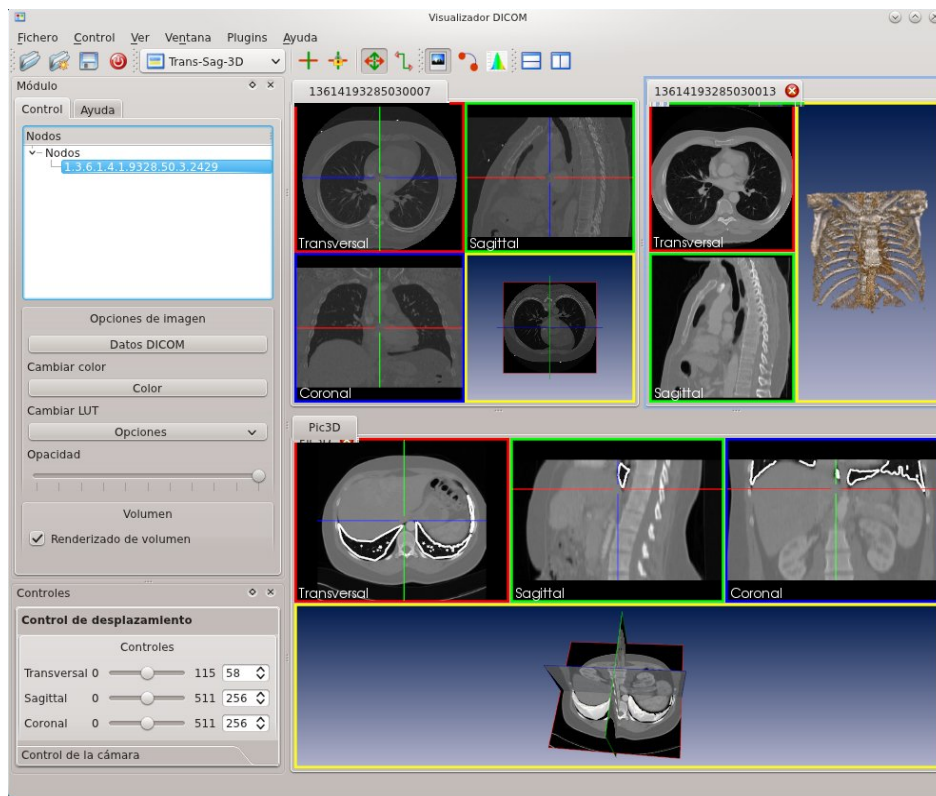 Visualizador DICOM
Fichero Control Ver Ventana Plugins Ayuda
Trans-Sag-3D
Módulo
Control Ayuda
Nodos
Nodos
1.3.6.1.4.1.9328.50.3.2429
Opciones de imagen
Datos DICOM
Cambiar color
Color
Cambiar LUT
Opciones
Opacidad
Volumen
Renderizado de volumen
Controles
Control de desplazamiento
Controles
Transversal 0 115 58
Sagittal 0 511 256
Coronal 0 511 256
Control de la cámara
13614193285030007
Transversal
Sagittal
Coronal
13614193285030013
Transversal
Sagittal
Pic3D
Transversal
Sagittal
Coronal